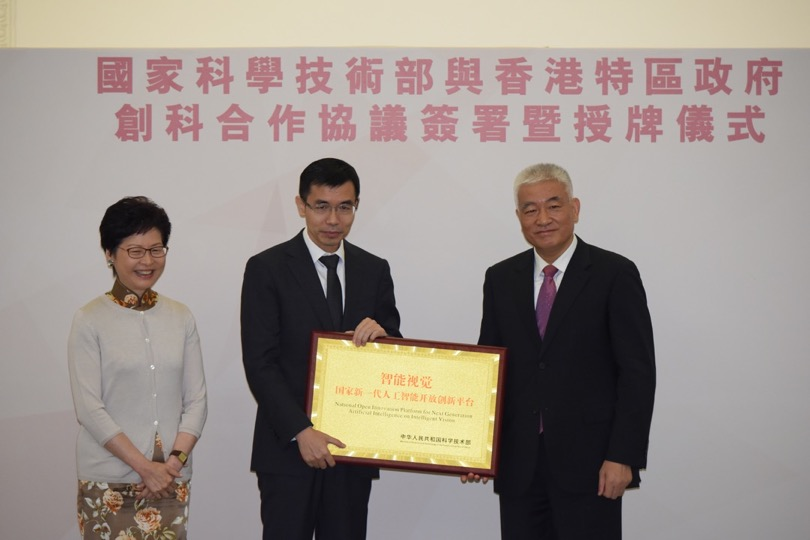 國家科學技術部與香港特區政府
創科合作協議簽署暨授牌儀式
智能视觉
国家新一代人工智能开放创新平台
National Open Innovation Platform for Next Generation
Artificial Intelligence on Intelligent Vision
中华人民共和国科学技术部